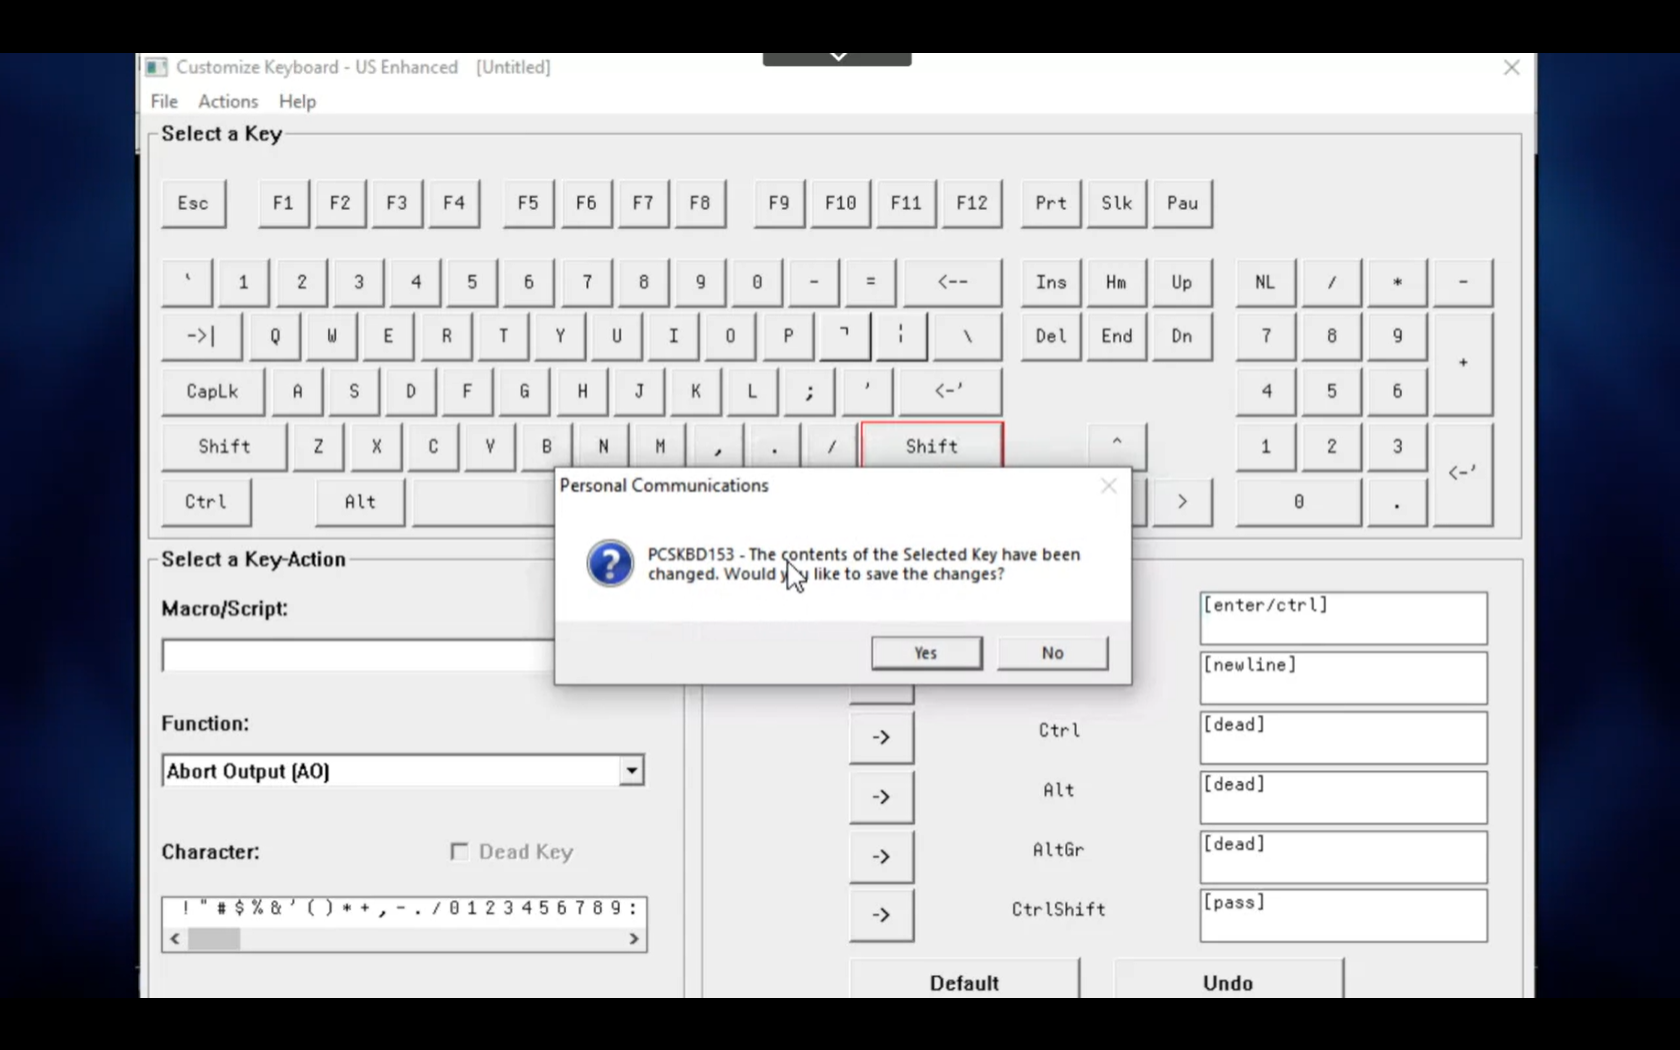 Customize Keyboard - US Enhanced [Untitled]
File Actions Help
Select a Key
Esc F1 F2 F3 F4 F5 F6 F7 F8 F9 F10 F11 F12 Prt Slk Pau
` 1 2 3 4 5 6 7 8 9 0 - = <-- Ins Hm Up NL / * -
->| Q W E R T Y U I O P ¬ ¦ \ Del End Dn 7 8 9 +
CapLk A S D F G H J K L ; ' <-' 4 5 6
Shift Z X C V B N M , . / Shift ^ 1 2 3 <-'
Ctrl Alt > 0 .
Personal Communications
PCSKBD153 - The contents of the Selected Key have been
changed. Would you like to save the changes?
Yes No
Select a Key-Action
Macro/Script:
Function:
Abort Output (AO)
Character: Dead Key
! " # $ % & ' ( ) * + , - . / 0 1 2 3 4 5 6 7 8 9 :
< >
[enter/ctrl]
[newline]
-> Ctrl [dead]
-> Alt [dead]
-> AltGr [dead]
-> CtrlShift [pass]
Default Undo